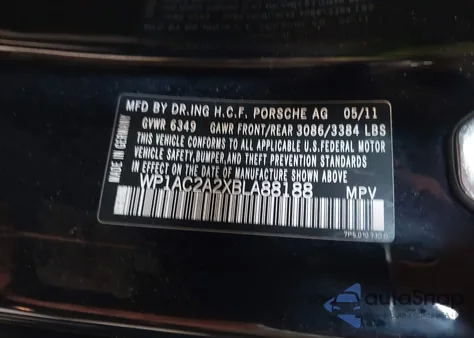 MFD BY DR.ING H.C.F. PORSCHE AG 05/11
GVWR 6349 GAWR FRONT/REAR 3086/3384 LBS
THIS VEHICLE CONFORMS TO ALL APPLICABLE U.S.FEDERAL MOTOR
VEHICLE SAFETY,BUMPER,AND THEFT PREVENTION STANDARDS IN
EFFECT ON THE DATE OF MANUFACTURE SHOWN ABOVE.
WP1AC2A2XBLA88188 MPV
MADE IN GERMANY
autoSnap